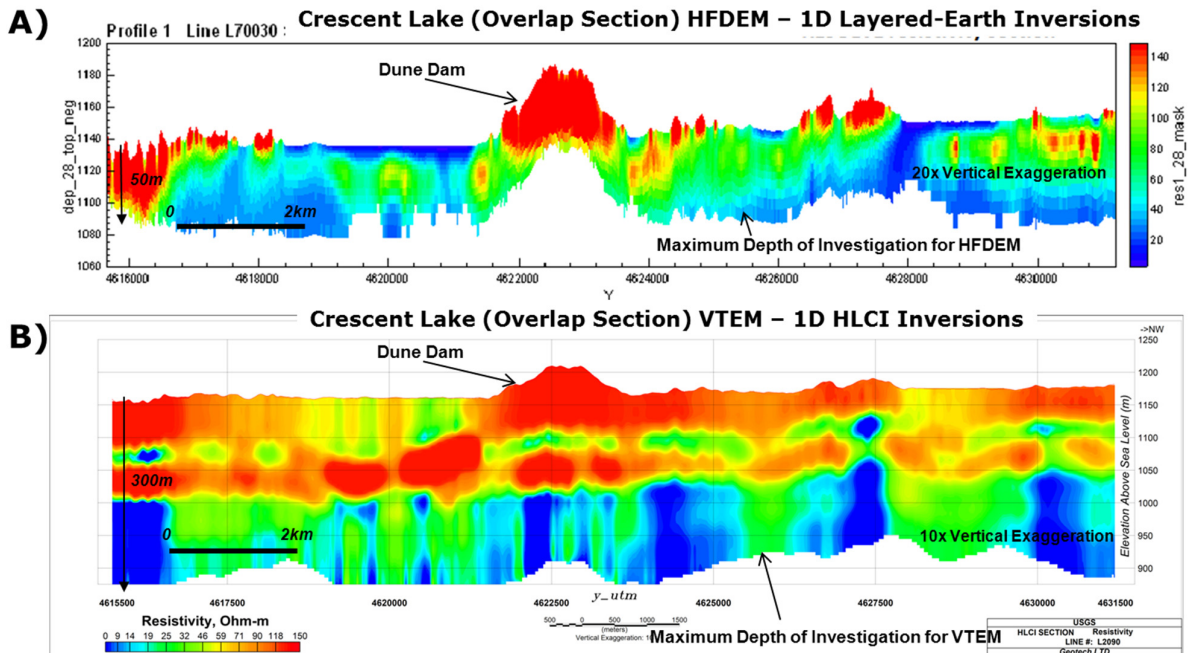 A)
Crescent Lake (Overlap Section) HFDEM – 1D Layered-Earth Inversions
Profile 1 Line L70030 :
1200
1180
1160
1140
1120
1100
1080
1060
dep_28_top_neg
Dune Dam
50m
0 2km
20x Vertical Exaggeration
Maximum Depth of Investigation for HFDEM
140
120
100
80
60
40
20
res1_28_mask
4616000 4618000 4620000 4622000 4624000 4626000 4628000 4630000
Y
B)
Crescent Lake (Overlap Section) VTEM – 1D HLCI Inversions
->NW
Dune Dam
1250
1200
1150
1100
1050
1000
950
900
Elevation Above Sea Level (m)
300m
0 2km
10x Vertical Exaggeration
4615500 4617500 4620000 4622500 4625000 4627500 4630000 4631500
y_utm
Resistivity, Ohm-m
0 9 14 19 25 32 46 59 71 88 118 150
500 0 500 1000 1500
(meters)
Vertical Exaggeration: 
Maximum Depth of Investigation for VTEM
USGS
HLCI SECTION Resistivity
LINE #: L2090
Geotech LTD